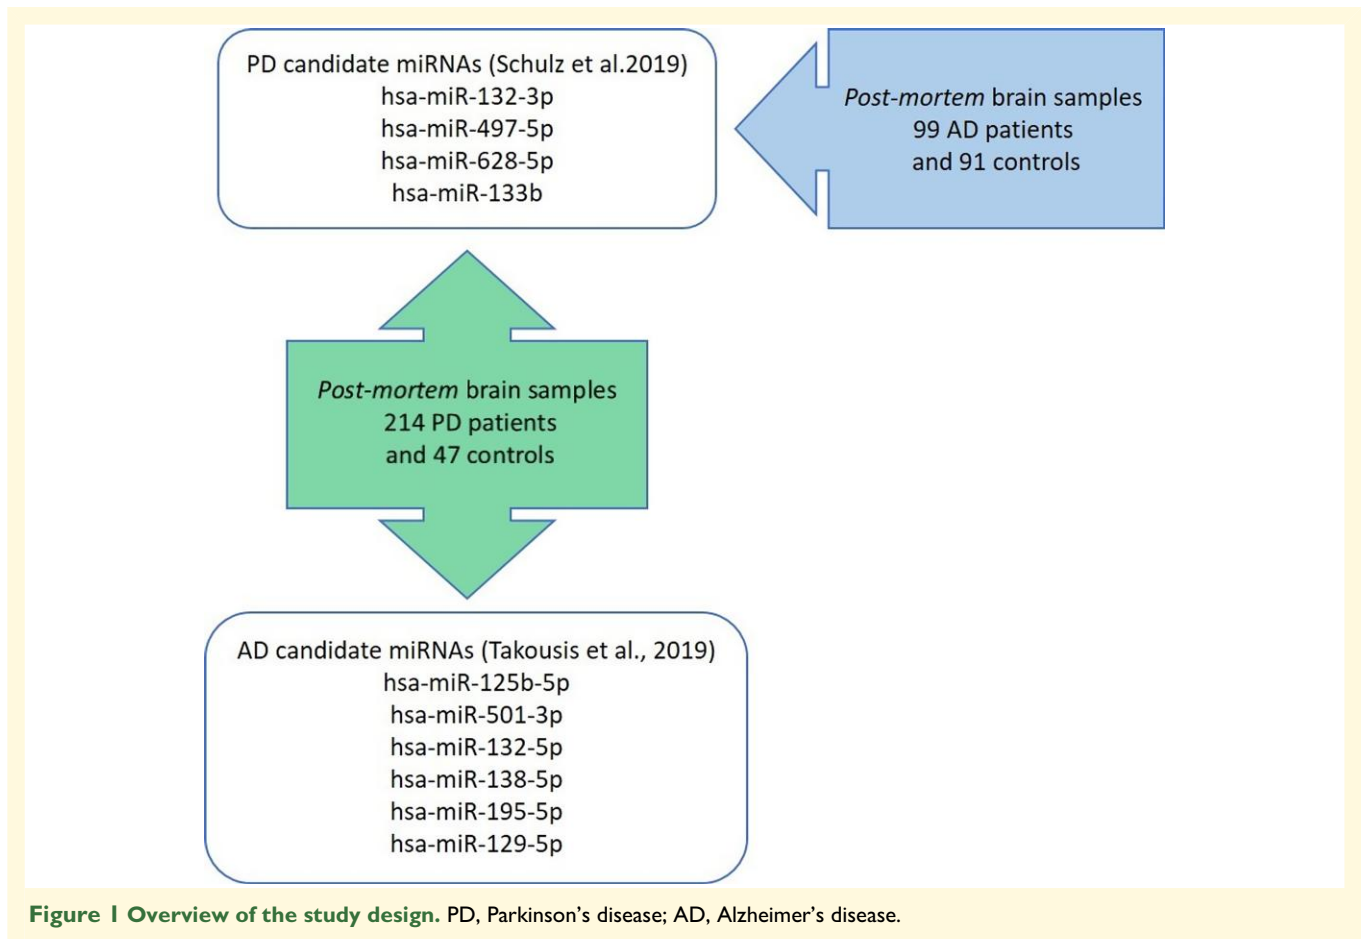 PD candidate miRNAs (Schulz et al.2019)
hsa-miR-132-3p
hsa-miR-497-5p
hsa-miR-628-5p
hsa-miR-133b
Post-mortem brain samples
99 AD patients
and 91 controls
Post-mortem brain samples
214 PD patients
and 47 controls
AD candidate miRNAs (Takousis et al., 2019)
hsa-miR-125b-5p
hsa-miR-501-3p
hsa-miR-132-5p
hsa-miR-138-5p
hsa-miR-195-5p
hsa-miR-129-5p
Figure 1 Overview of the study design. PD, Parkinson’s disease; AD, Alzheimer’s disease.